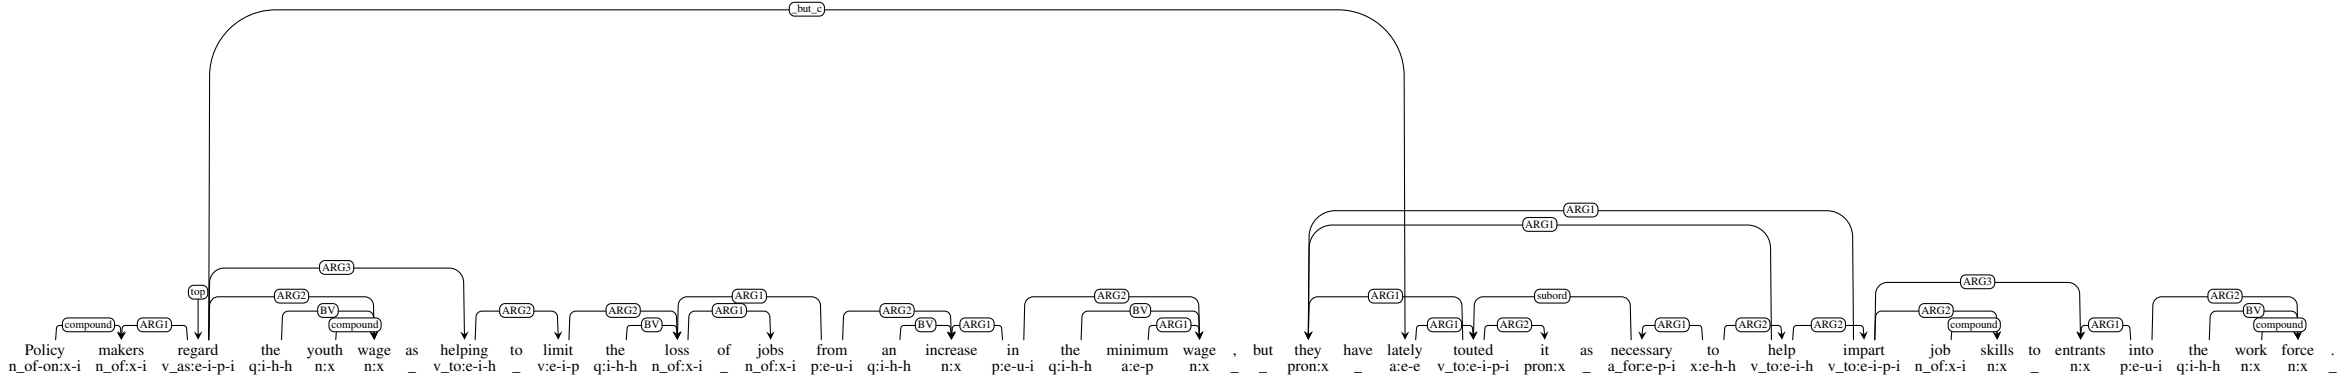 _but_c
ARG1
ARG1
ARG3 ARG3
top ARG2 ARG1 ARG2 ARG1 subord ARG2
BV ARG2 ARG1 ARG2 BV ARG2 BV
compound ARG1 compound BV BV ARG1 ARG1 ARG1 ARG2 ARG1 ARG2 ARG2 compound ARG1 compound
Policy makers regard the youth wage as helping to limit the loss of jobs from an increase in the minimum wage , but they have lately touted it as necessary to help impart job skills to entrants into the work force .
n_of-on:x-i n_of:x-i v_as:e-i-p-i q:i-h-h n:x n:x _ v_to:e-i-h _ v:e-i-p q:i-h-h n_of:x-i _ n_of:x-i p:e-u-i q:i-h-h n:x p:e-u-i q:i-h-h a:e-p n:x _ _ pron:x _ a:e-e v_to:e-i-p-i pron:x _ a_for:e-p-i x:e-h-h v_to:e-i-h v_to:e-i-p-i n_of:x-i n:x _ n:x p:e-u-i q:i-h-h n:x n:x _